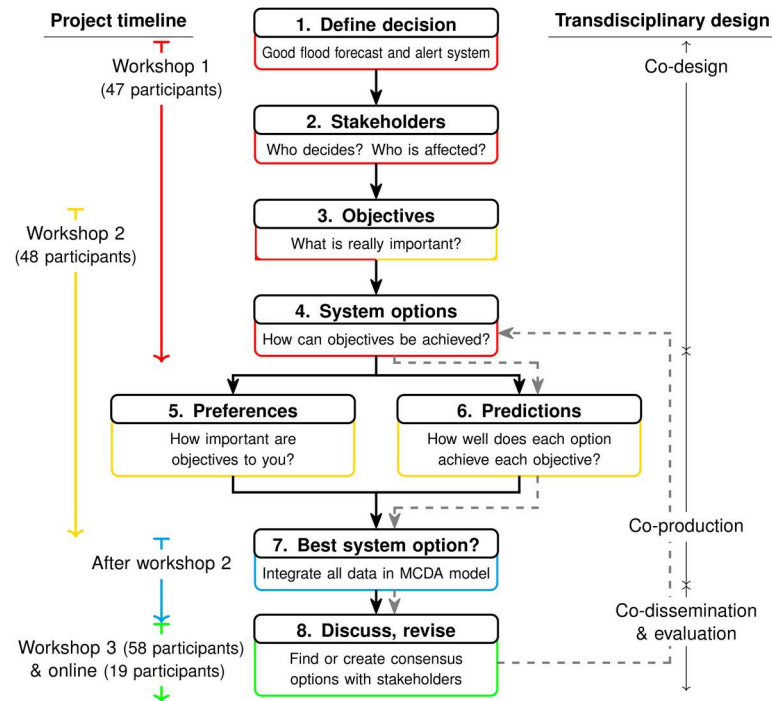 Project timeline
Transdisciplinary design
1. Define decision
Good flood forecast and alert system
Workshop 1
(47 participants)
Co-design
2. Stakeholders
Who decides? Who is affected?
3. Objectives
What is really important?
Workshop 2
(48 participants)
4. System options
How can objectives be achieved?
5. Preferences
How important are
objectives to you?
6. Predictions
How well does each option
achieve each objective?
Co-production
7. Best system option?
Integrate all data in MCDA model
After workshop 2
Co-dissemination
& evaluation
8. Discuss, revise
Find or create consensus
options with stakeholders
Workshop 3 (58 participants)
& online (19 participants)